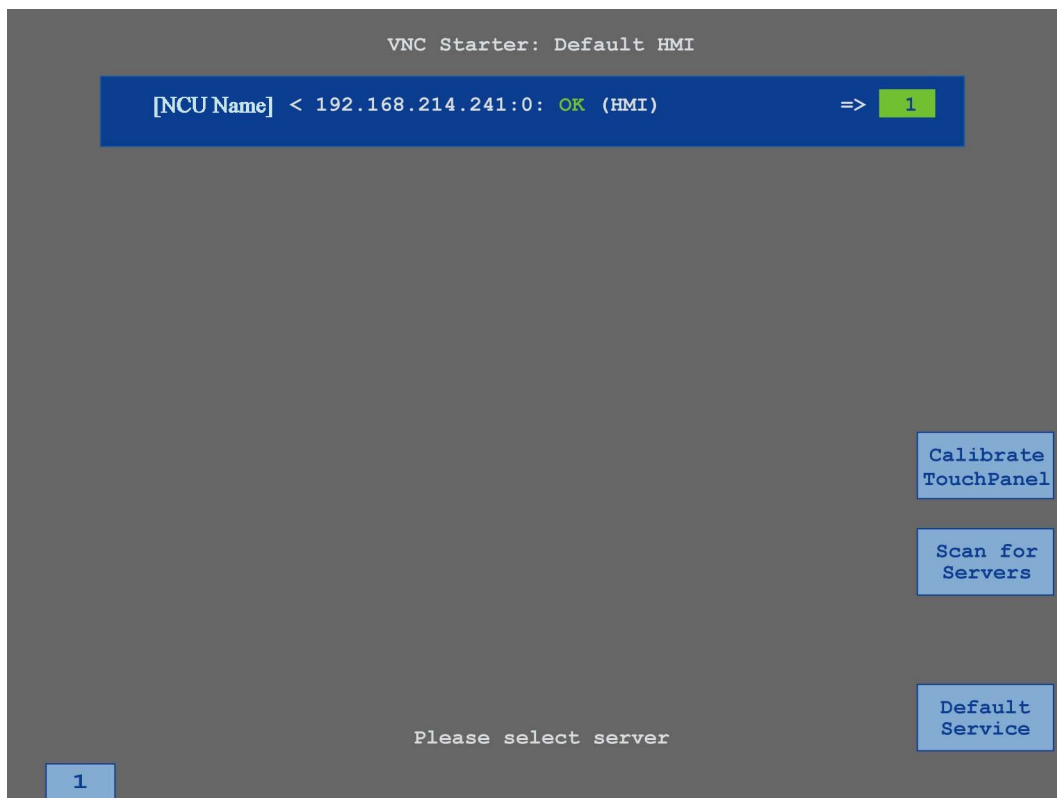 VNC Starter: Default HMI
[NCU Name] < 192.168.214.241:0: OK (HMI) => 1
Calibrate
TouchPanel
Scan for
Servers
Default
Service
Please select server
1